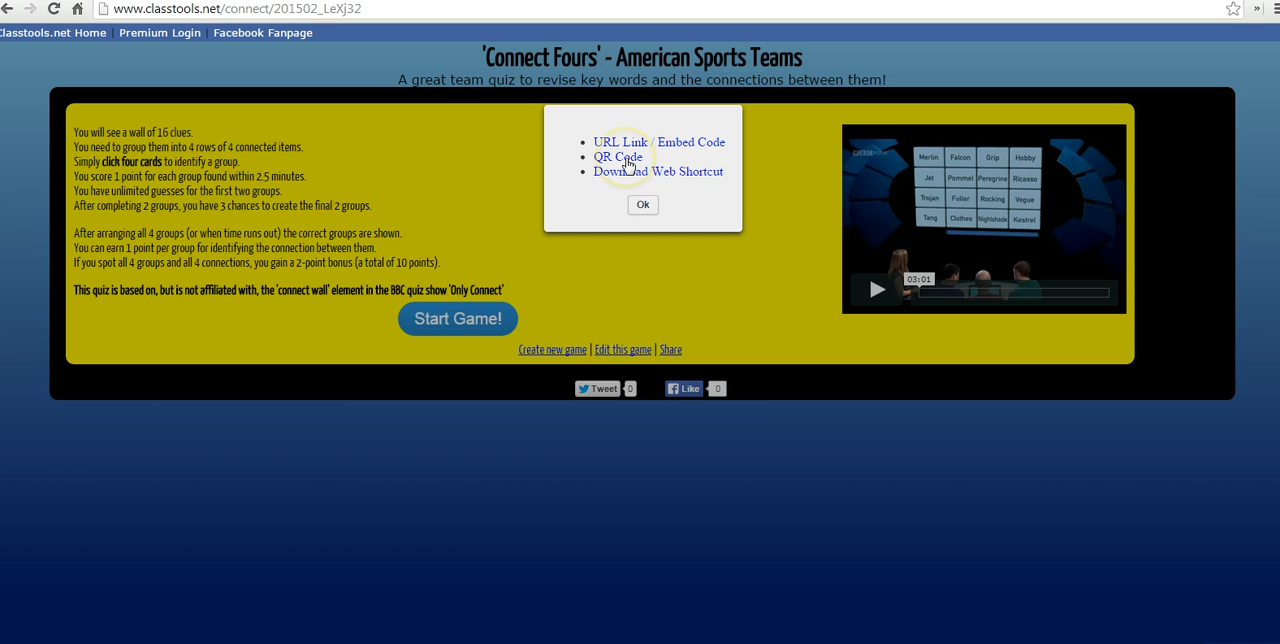 www.classtools.net/connect/201502_LeXj32
»
Classtools.net Home | Premium Login | Facebook Fanpage
'Connect Fours' - American Sports Teams
A great team quiz to revise key words and the connections between them!
You will see a wall of 16 clues.
You need to group them into 4 rows of 4 connected items.
Simply click four cards to identify a group.
You score 1 point for each group found within 2.5 minutes.
You have unlimited guesses for the first two groups.
After completing 2 groups, you have 3 chances to create the final 2 groups.
After arranging all 4 groups (or when time runs out) the correct groups are shown.
You can earn 1 point per group for identifying the connection between them.
If you spot all 4 groups and all 4 connections, you gain a 2-point bonus (a total of 10 points).
This quiz is based on, but is not affiliated with, the 'connect wall' element in the BBC quiz show 'Only Connect'
Start Game!
Create new game | Edit this game | Share
Tweet 0
Like 0
• URL Link / Embed Code
• QR Code
• Download Web Shortcut
Ok
Merlin Falcon Grip Hobby
Jet Pommel Peregrine Ricasso
Trojan Fuller Rocking Vogue
Tang Clothes Nightshade Kestrel
03:01